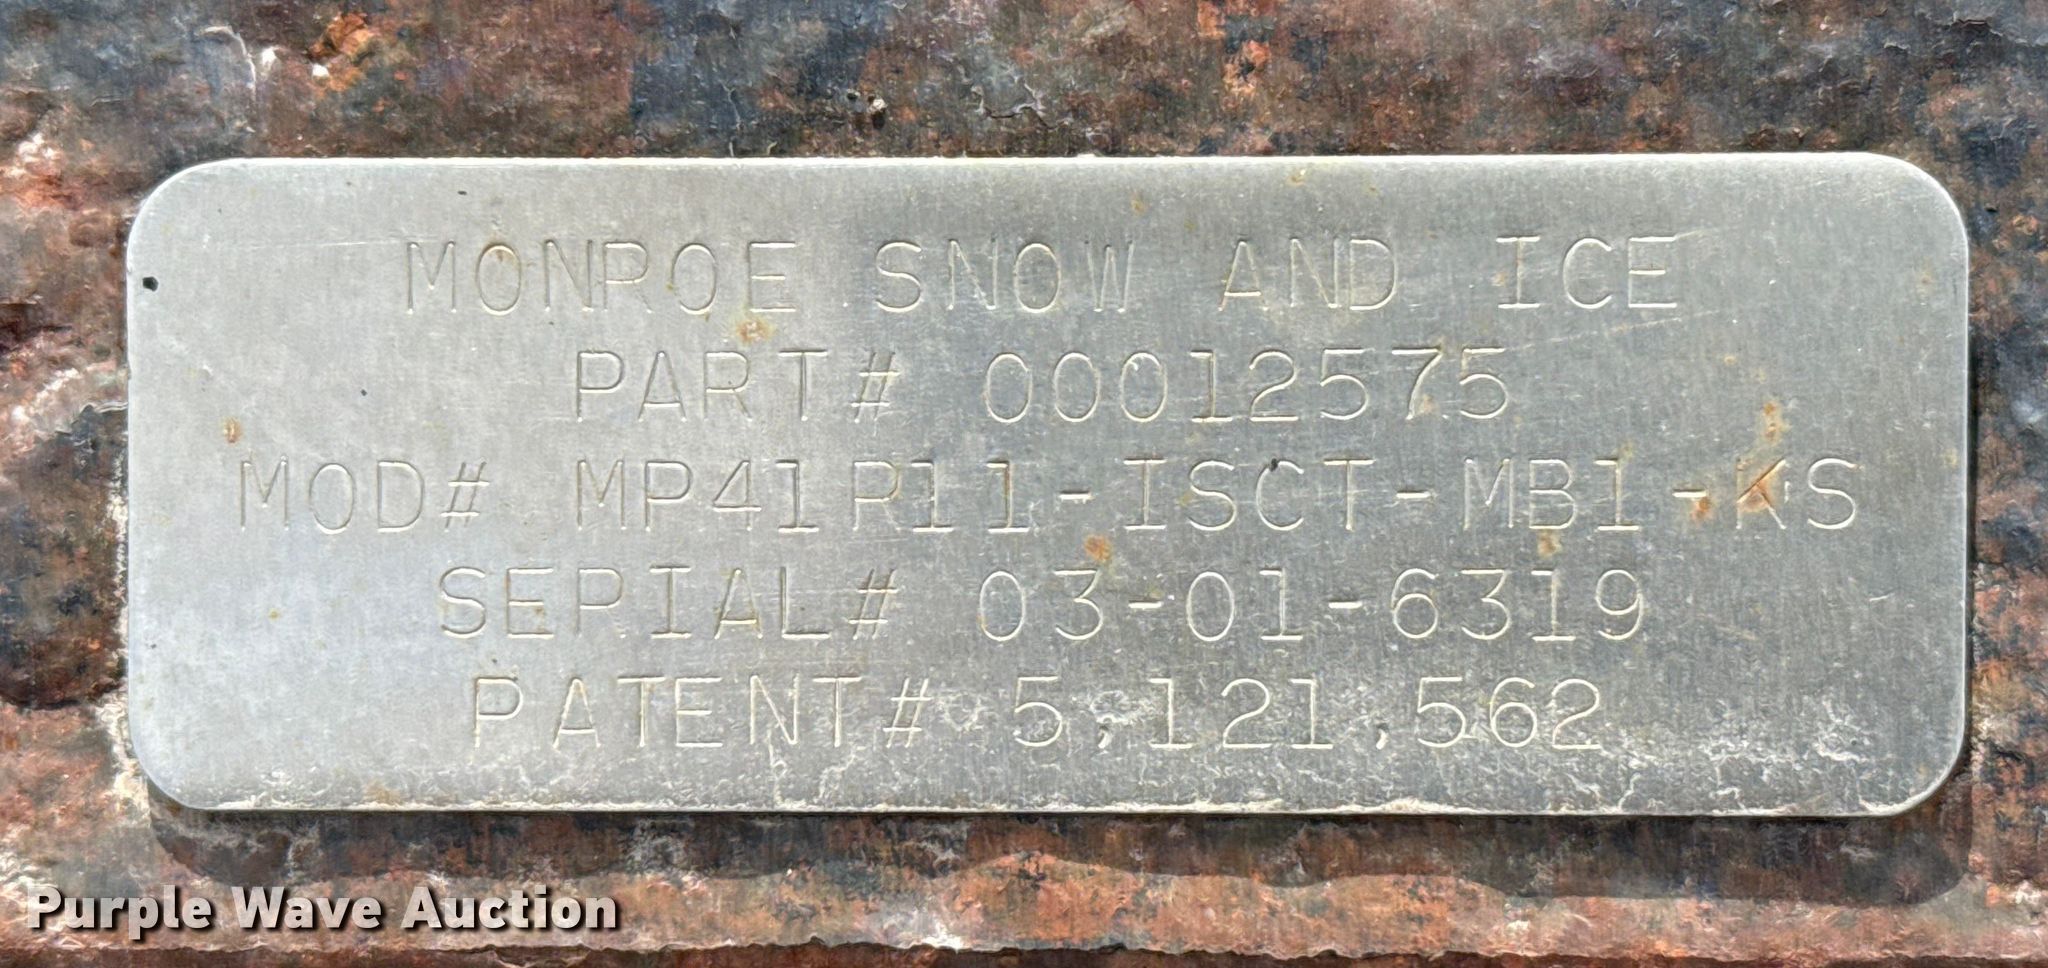 MONROE SNOW AND ICE
PART# 00012575
MOD# MP41R11-ISCT-MB1-KS
SERIAL# 03-01-6319
PATENT# 5,121,562
Purple Wave Auction